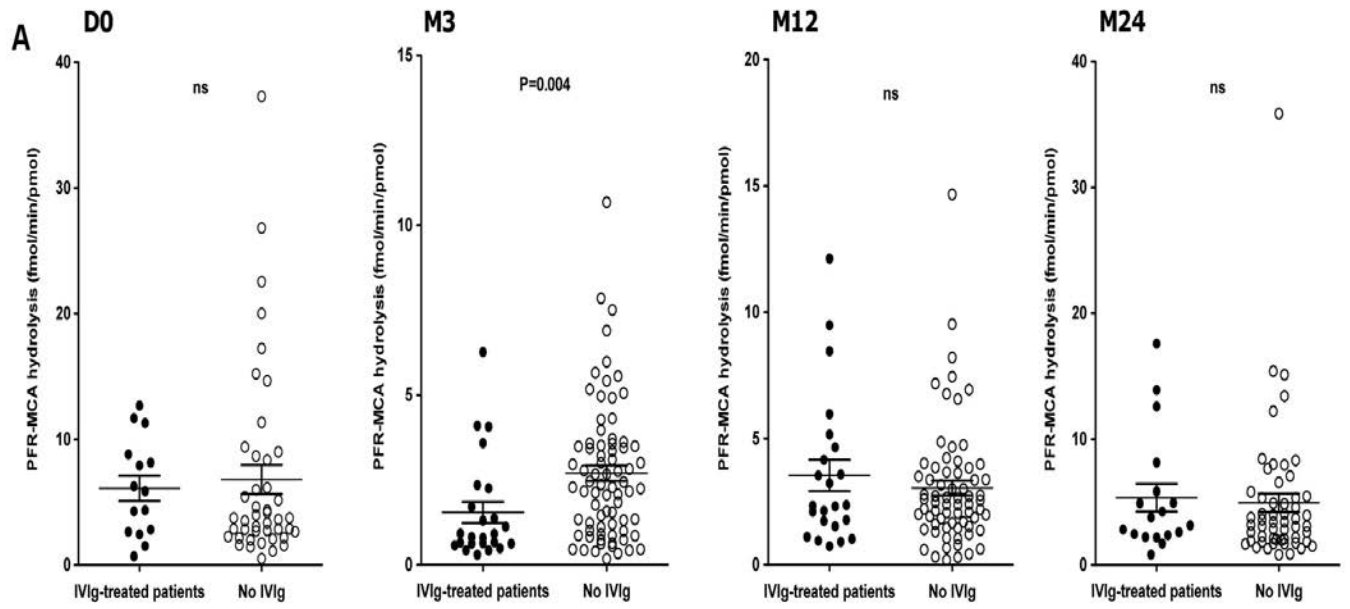 A
D0
M3
M12
M24
PFR-MCA hydrolysis (fmol/min/pmol)
40
30
20
10
0
ns
IVIg-treated patients
No IVIg
PFR-MCA hydrolysis (fmol/min/pmol)
15
10
5
0
P=0.004
IVIg-treated patients
No IVIg
PFR-MCA hydrolysis (fmol/min/pmol)
20
15
10
5
0
ns
IVIg-treated patients
No IVIg
PFR-MCA hydrolysis (fmol/min/pmol)
40
30
20
10
0
ns
IVIg-treated patients
No IVIg